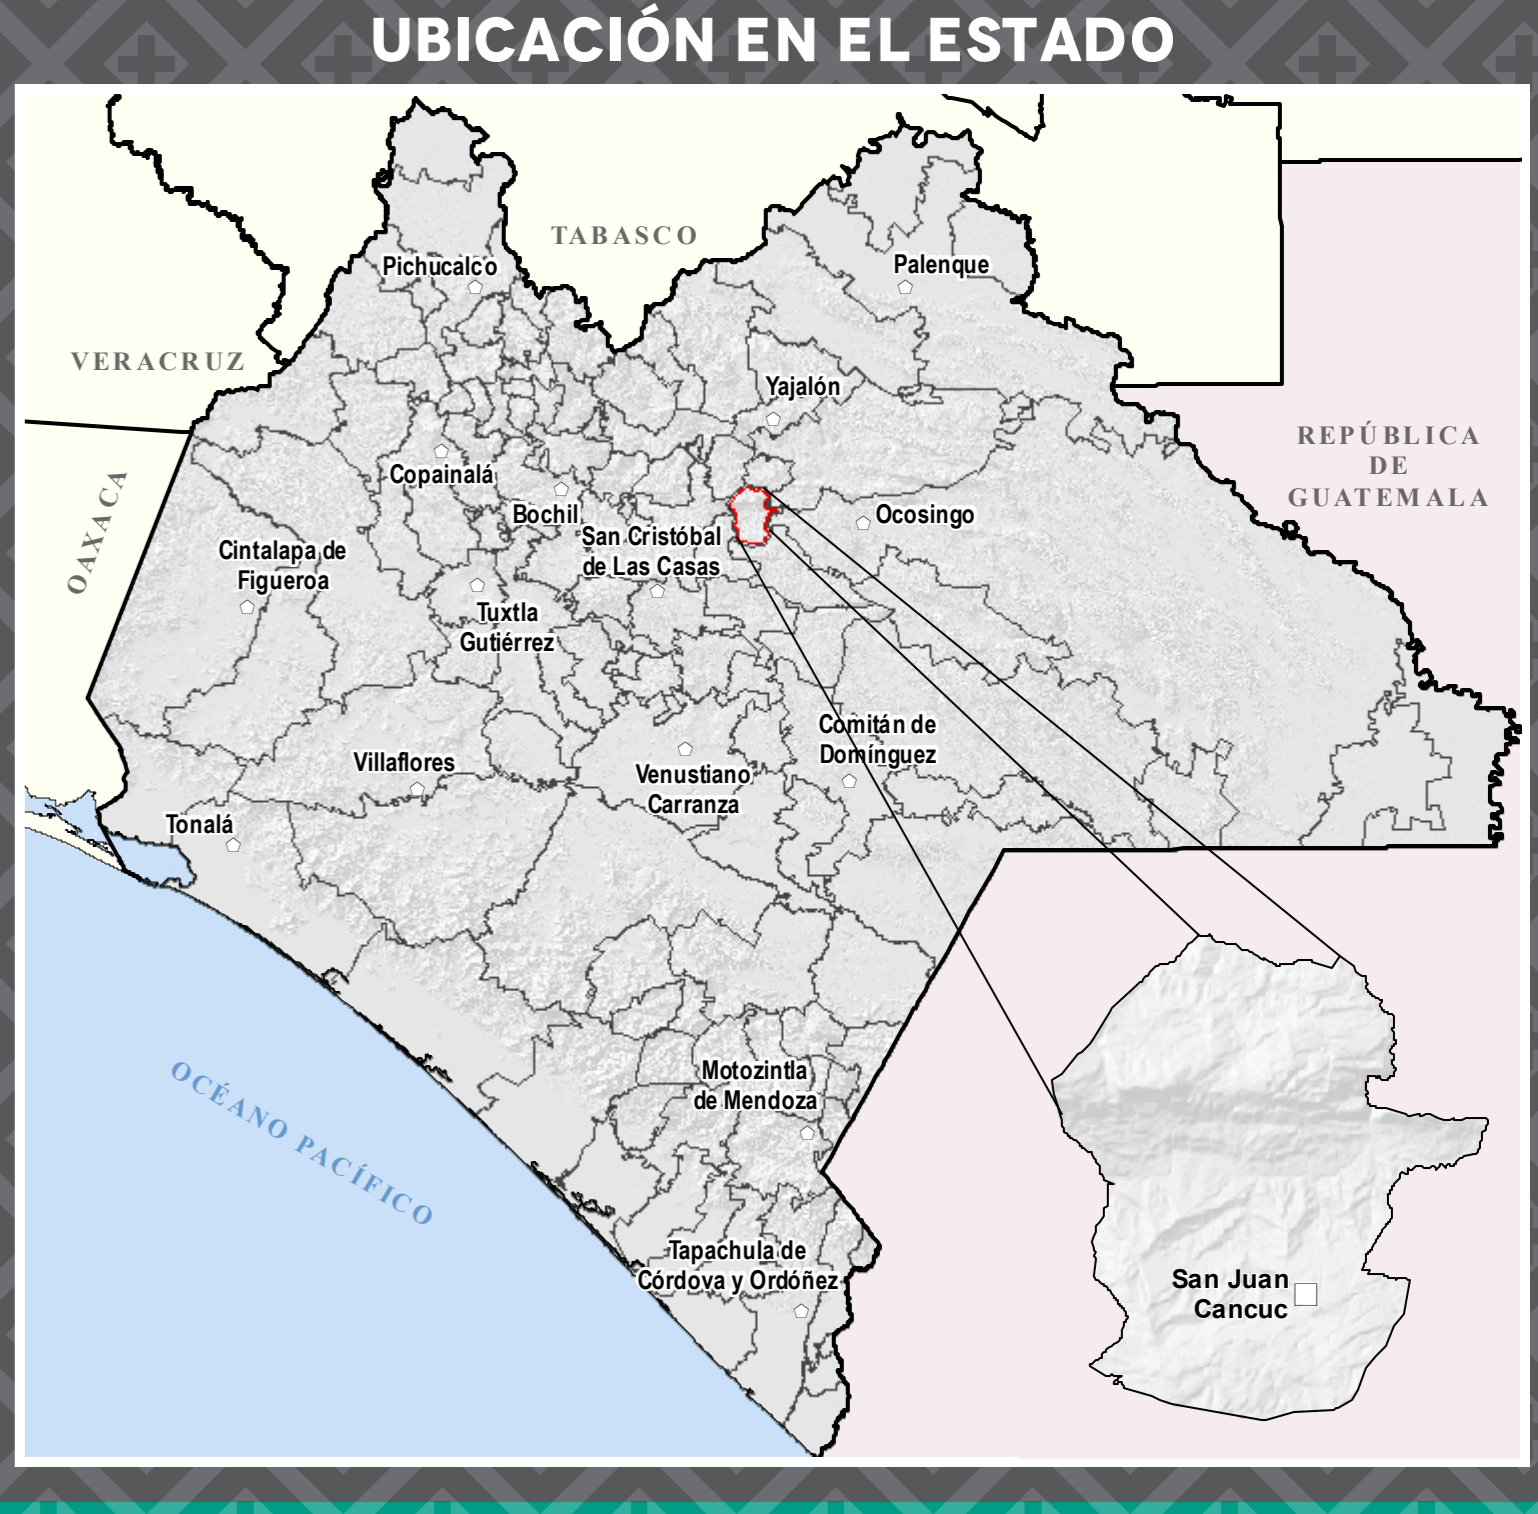 UBICACIÓN EN EL ESTADO
TABASCO
Pichucalco
Palenque
VERACRUZ
Yajalón
REPÚBLICA
DE
GUATEMALA
OAXACA
Copainalá
Bochil
Ocosingo
San Cristóbal
de Las Casas
Cintalapa de
Figueroa
Tuxtla
Gutiérrez
Comitán de
Domínguez
Villaflores
Venustiano
Carranza
Tonalá
OCÉANO PACÍFICO
Motozintla
de Mendoza
Tapachula de
Córdova y Ordóñez
San Juan
Cancuc